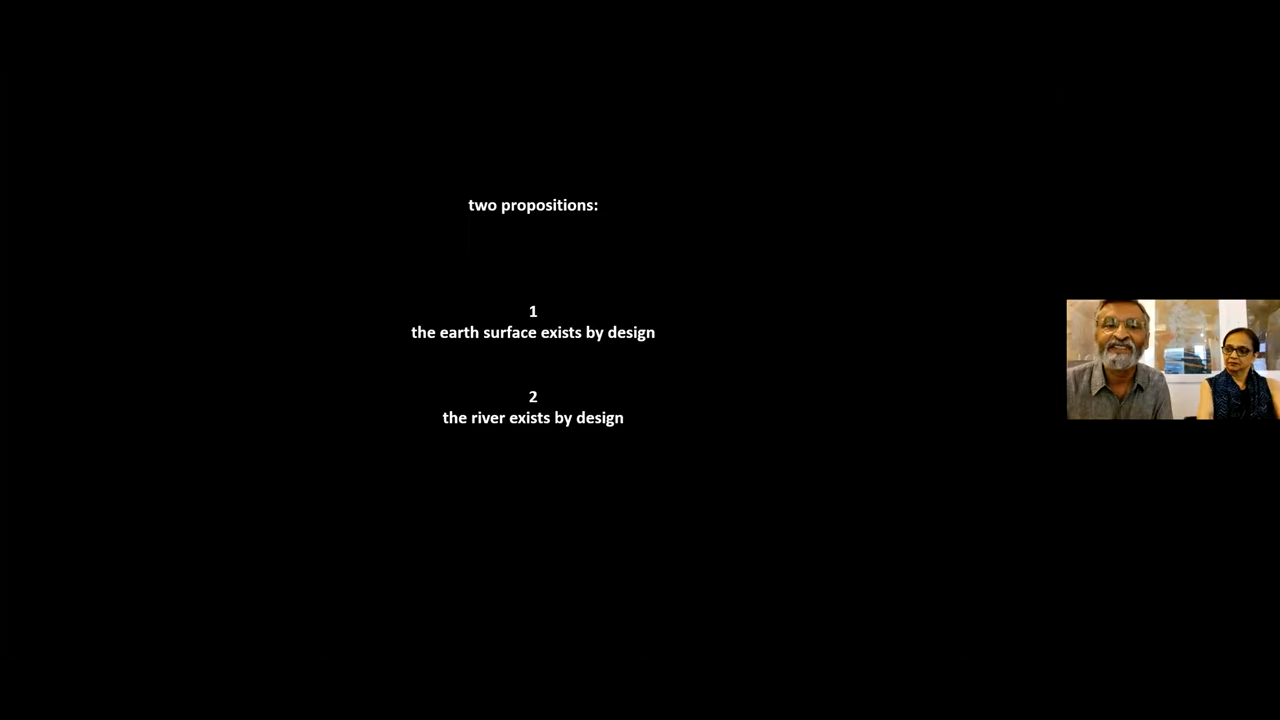 two propositions:
1
the earth surface exists by design
2
the river exists by design